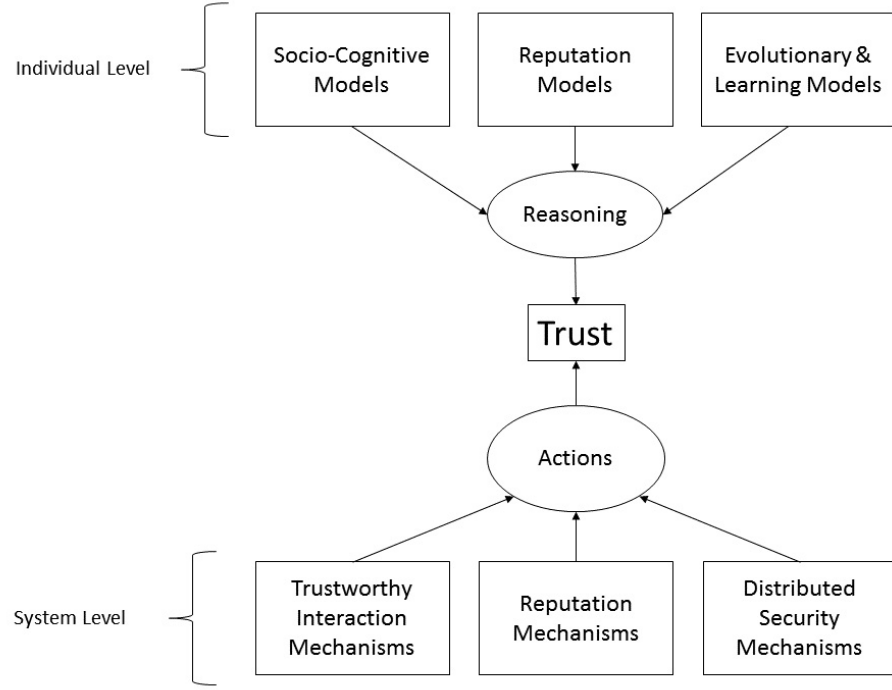 Individual Level
Socio-Cognitive
Models
Reputation
Models
Evolutionary &
Learning Models
Reasoning
Trust
Actions
System Level
Trustworthy
Interaction
Mechanisms
Reputation
Mechanisms
Distributed
Security
Mechanisms